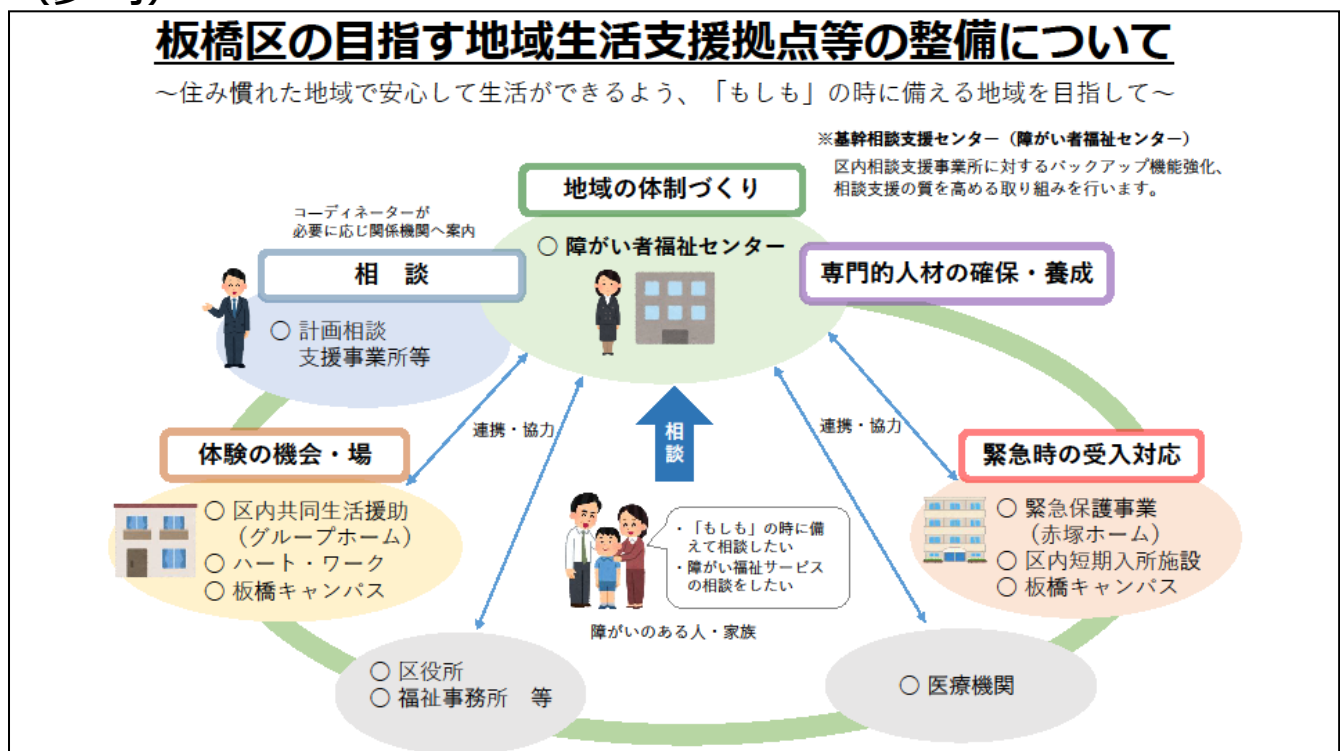 板橋区の目指す地域生活支援拠点等の整備について
～住み慣れた地域で安心して生活ができるよう、「もしも」の時に備える地域を目指して～
※基幹相談支援センター（障がい者福祉センター）
区内相談支援事業所に対するバックアップ機能強化、
相談支援の質を高める取り組みを行います。
地域の体制づくり
○ 障がい者福祉センター
コーディネーターが
必要に応じ関係機関へ案内
相　談
○ 計画相談
支援事業所等
専門的人材の確保・養成
連携・協力
相談
連携・協力
体験の機会・場
○ 区内共同生活援助
（グループホーム）
○ ハート・ワーク
○ 板橋キャンパス
・「もしも」の時に備
えて相談したい
・障がい福祉サービス
の相談をしたい
障がいのある人・家族
緊急時の受入対応
○ 緊急保護事業
（赤塚ホーム）
○ 区内短期入所施設
○ 板橋キャンパス
○ 区役所
○ 福祉事務所　等
○ 医療機関